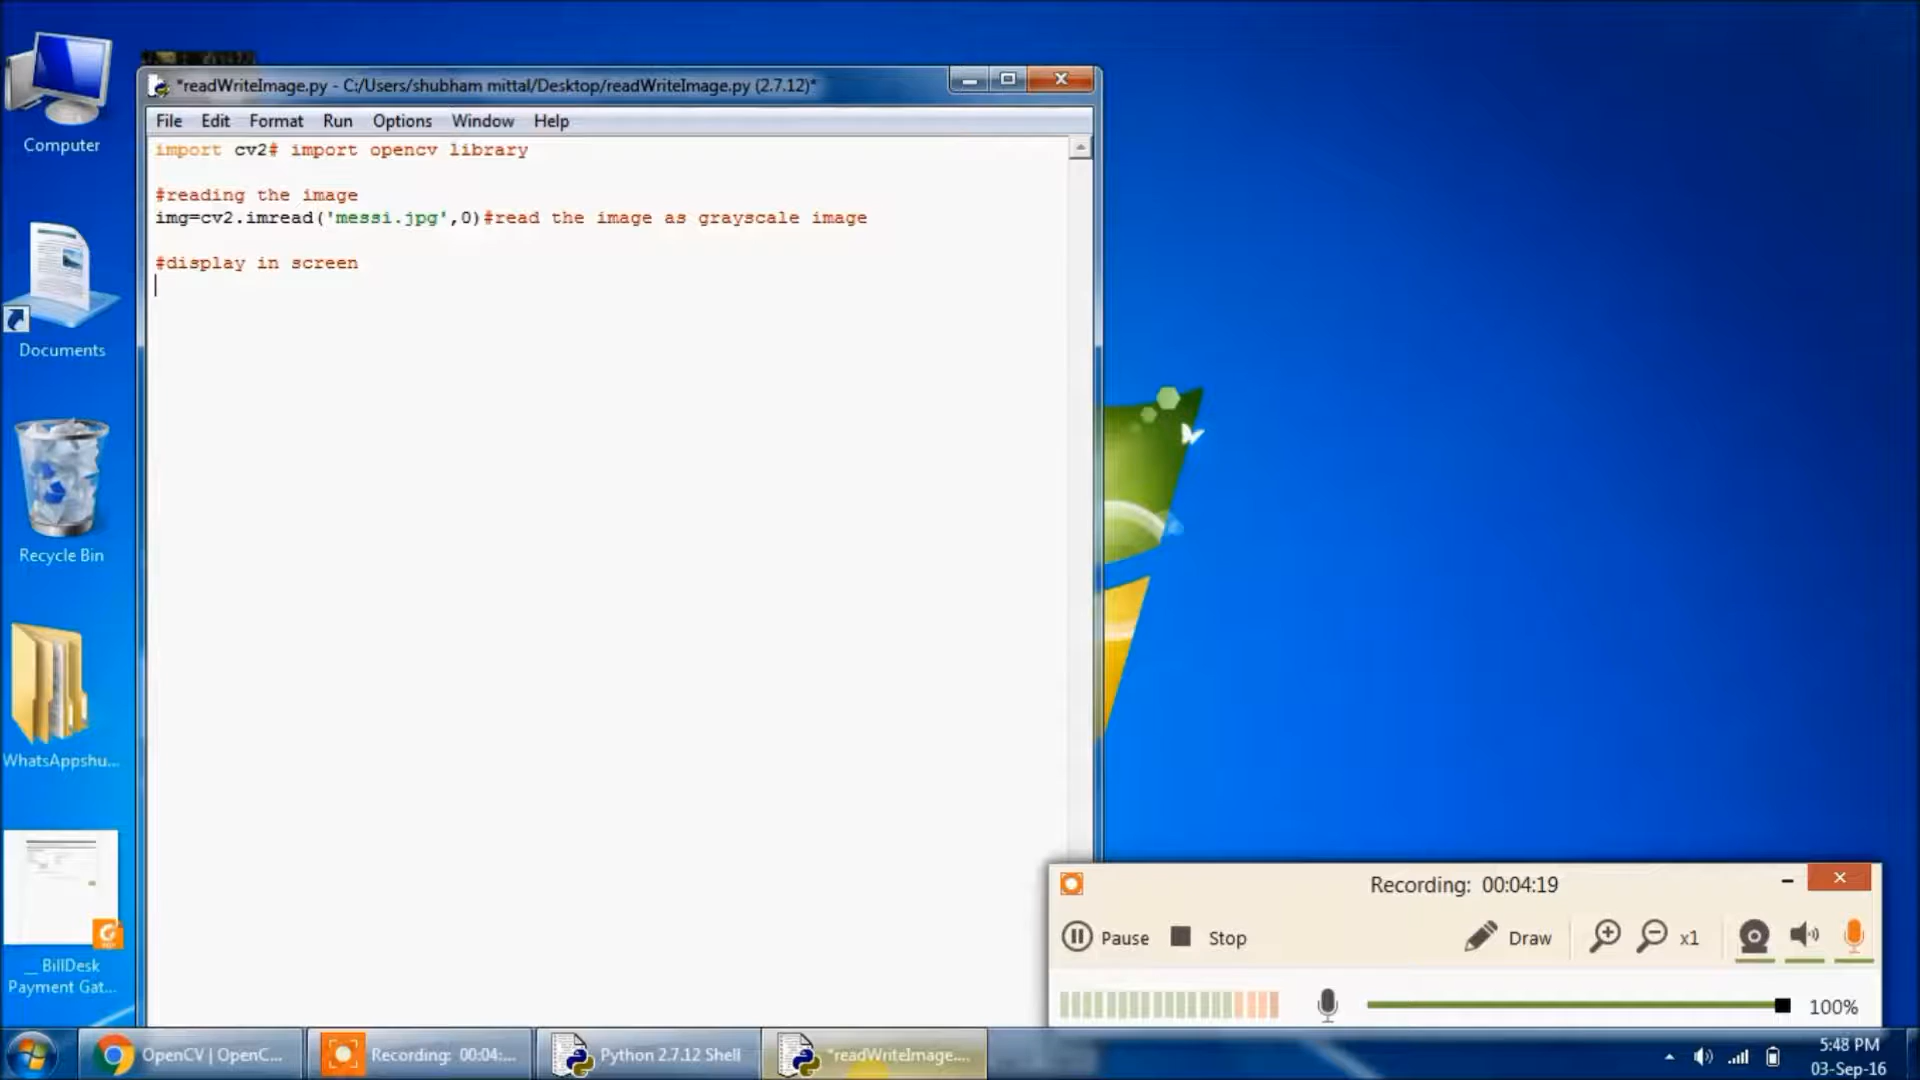 Computer
Documents
Recycle Bin
WhatsAppshu...
__ BillDesk
Payment Gat...
*readWriteImage.py - C:/Users/shubham mittal/Desktop/readWriteImage.py (2.7.12)*
File Edit Format Run Options Window Help
import cv2# import opencv library
#reading the image
img=cv2.imread('messi.jpg',0)#read the image as grayscale image
#display in screen
Recording: 00:04:19
Pause Stop Draw x1
100%
OpenCV | OpenC...
Recording: 00:04:...
Python 2.7.12 Shell
*readWriteImage....
5:48 PM
03-Sep-16